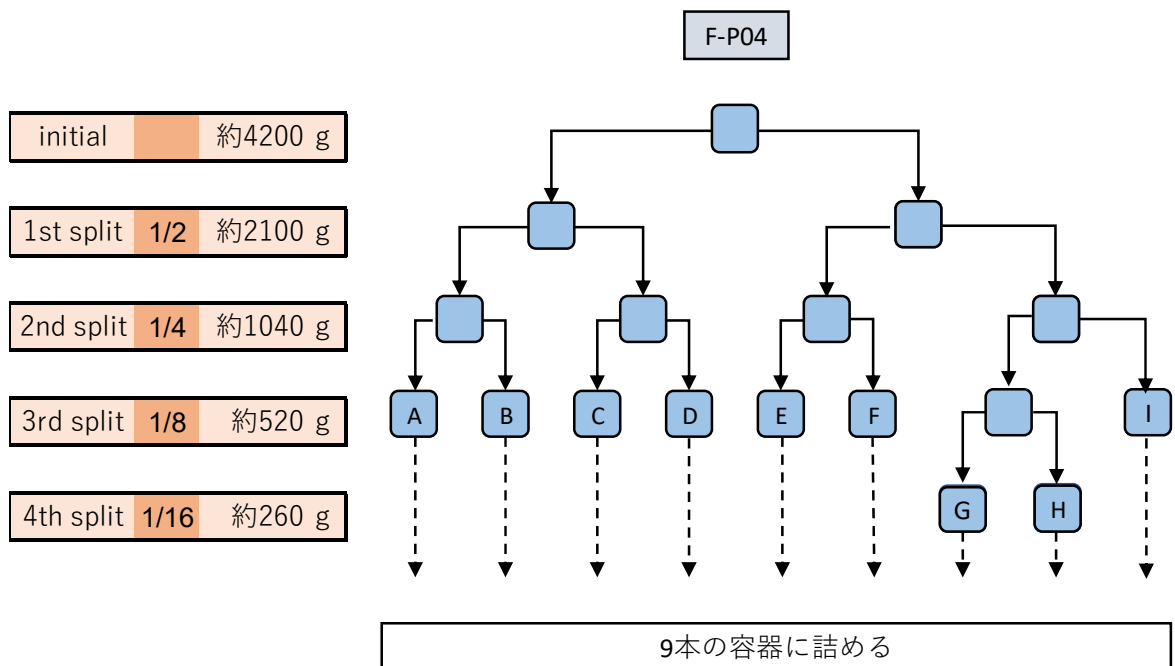 F-P04
initial 約4200 g
1st split 1/2 約2100 g
2nd split 1/4 約1040 g
3rd split 1/8 約520 g
A B C D E F I
4th split 1/16 約260 g
G H
9本の容器に詰める